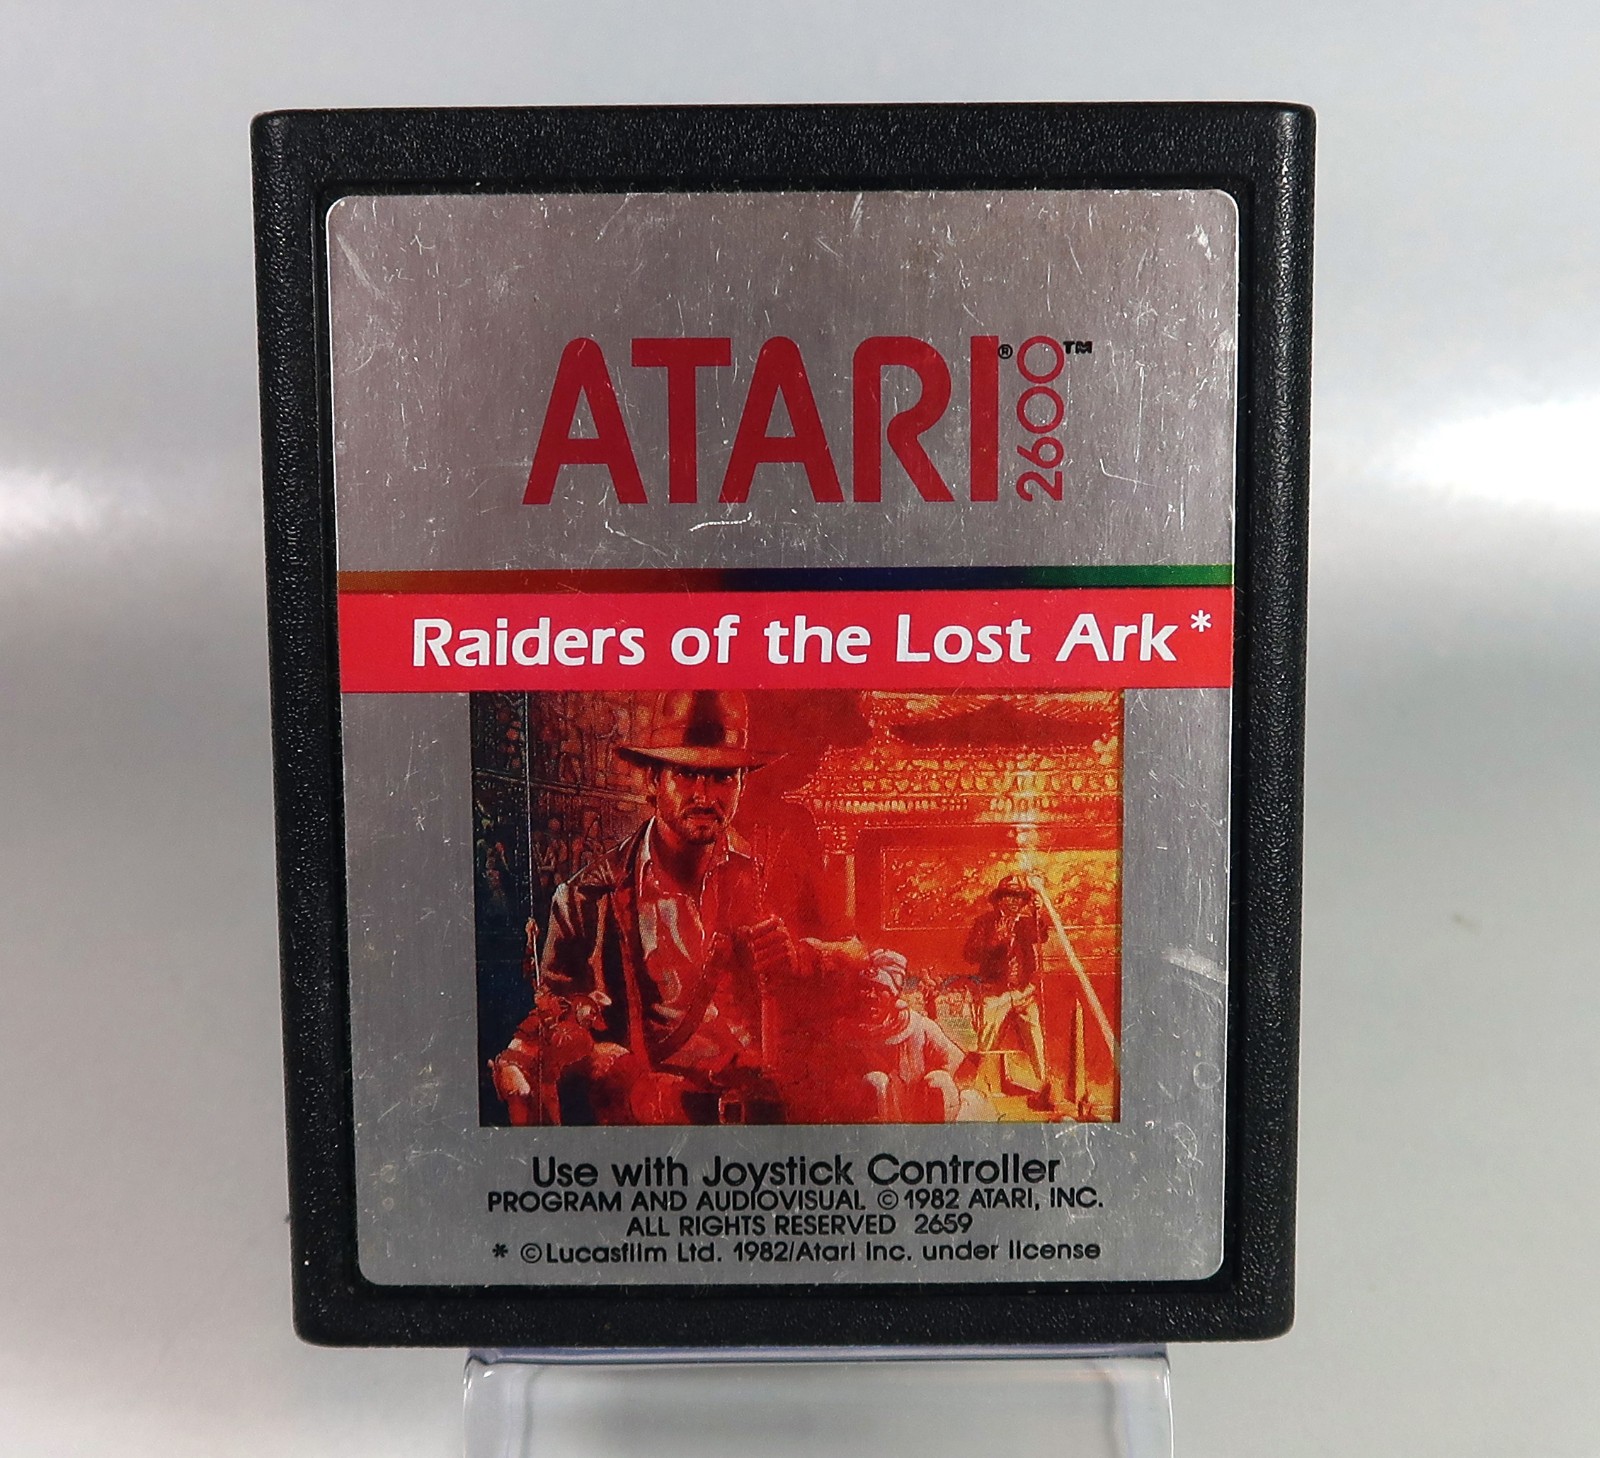 ATARI® 2600™
Raiders of the Lost Ark*
Use with Joystick Controller
PROGRAM AND AUDIOVISUAL © 1982 ATARI, INC.
ALL RIGHTS RESERVED 2659
* ©Lucasfilm Ltd. 1982/Atari Inc. under license